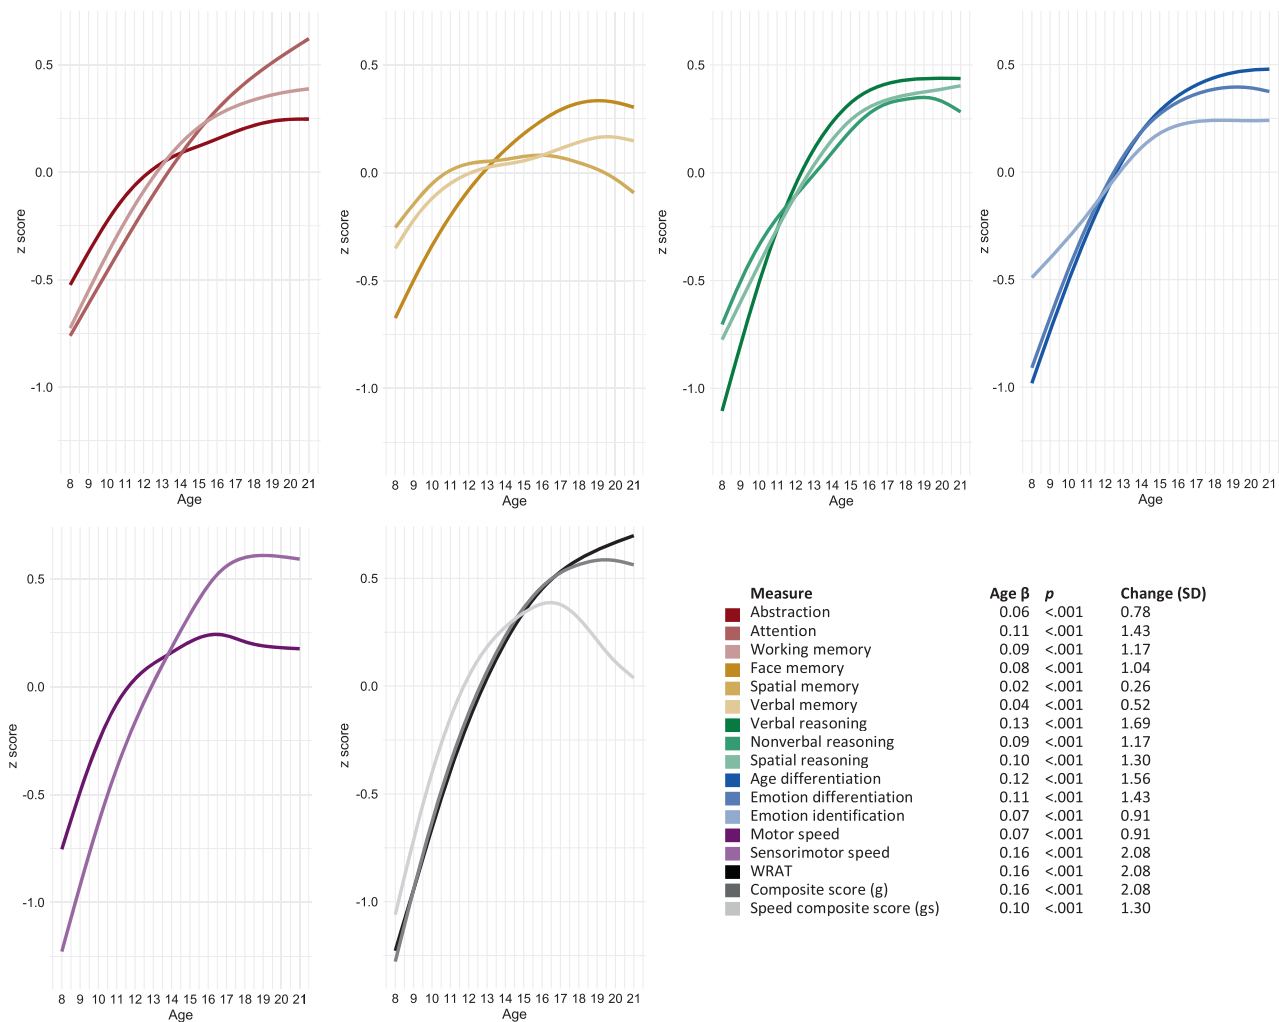 0.5
0.0
-0.5
-1.0
z score
8 9 10 11 12 13 14 15 16 17 18 19 20 21
Age
0.5
0.0
-0.5
-1.0
z score
8 9 10 11 12 13 14 15 16 17 18 19 20 21
Age
0.5
0.0
-0.5
-1.0
z score
8 9 10 11 12 13 14 15 16 17 18 19 20 21
Age
0.5
0.0
-0.5
-1.0
z score
8 9 10 11 12 13 14 15 16 17 18 19 20 21
Age
0.5
0.0
-0.5
-1.0
z score
8 9 10 11 12 13 14 15 16 17 18 19 20 21
Age
0.5
0.0
-0.5
-1.0
z score
8 9 10 11 12 13 14 15 16 17 18 19 20 21
Age
Measure Age β p Change (SD)
Abstraction 0.06 <.001 0.78
Attention 0.11 <.001 1.43
Working memory 0.09 <.001 1.17
Face memory 0.08 <.001 1.04
Spatial memory 0.02 <.001 0.26
Verbal memory 0.04 <.001 0.52
Verbal reasoning 0.13 <.001 1.69
Nonverbal reasoning 0.09 <.001 1.17
Spatial reasoning 0.10 <.001 1.30
Age differentiation 0.12 <.001 1.56
Emotion differentiation 0.11 <.001 1.43
Emotion identification 0.07 <.001 0.91
Motor speed 0.07 <.001 0.91
Sensorimotor speed 0.16 <.001 2.08
WRAT 0.16 <.001 2.08
Composite score (g) 0.16 <.001 2.08
Speed composite score (gs) 0.10 <.001 1.30